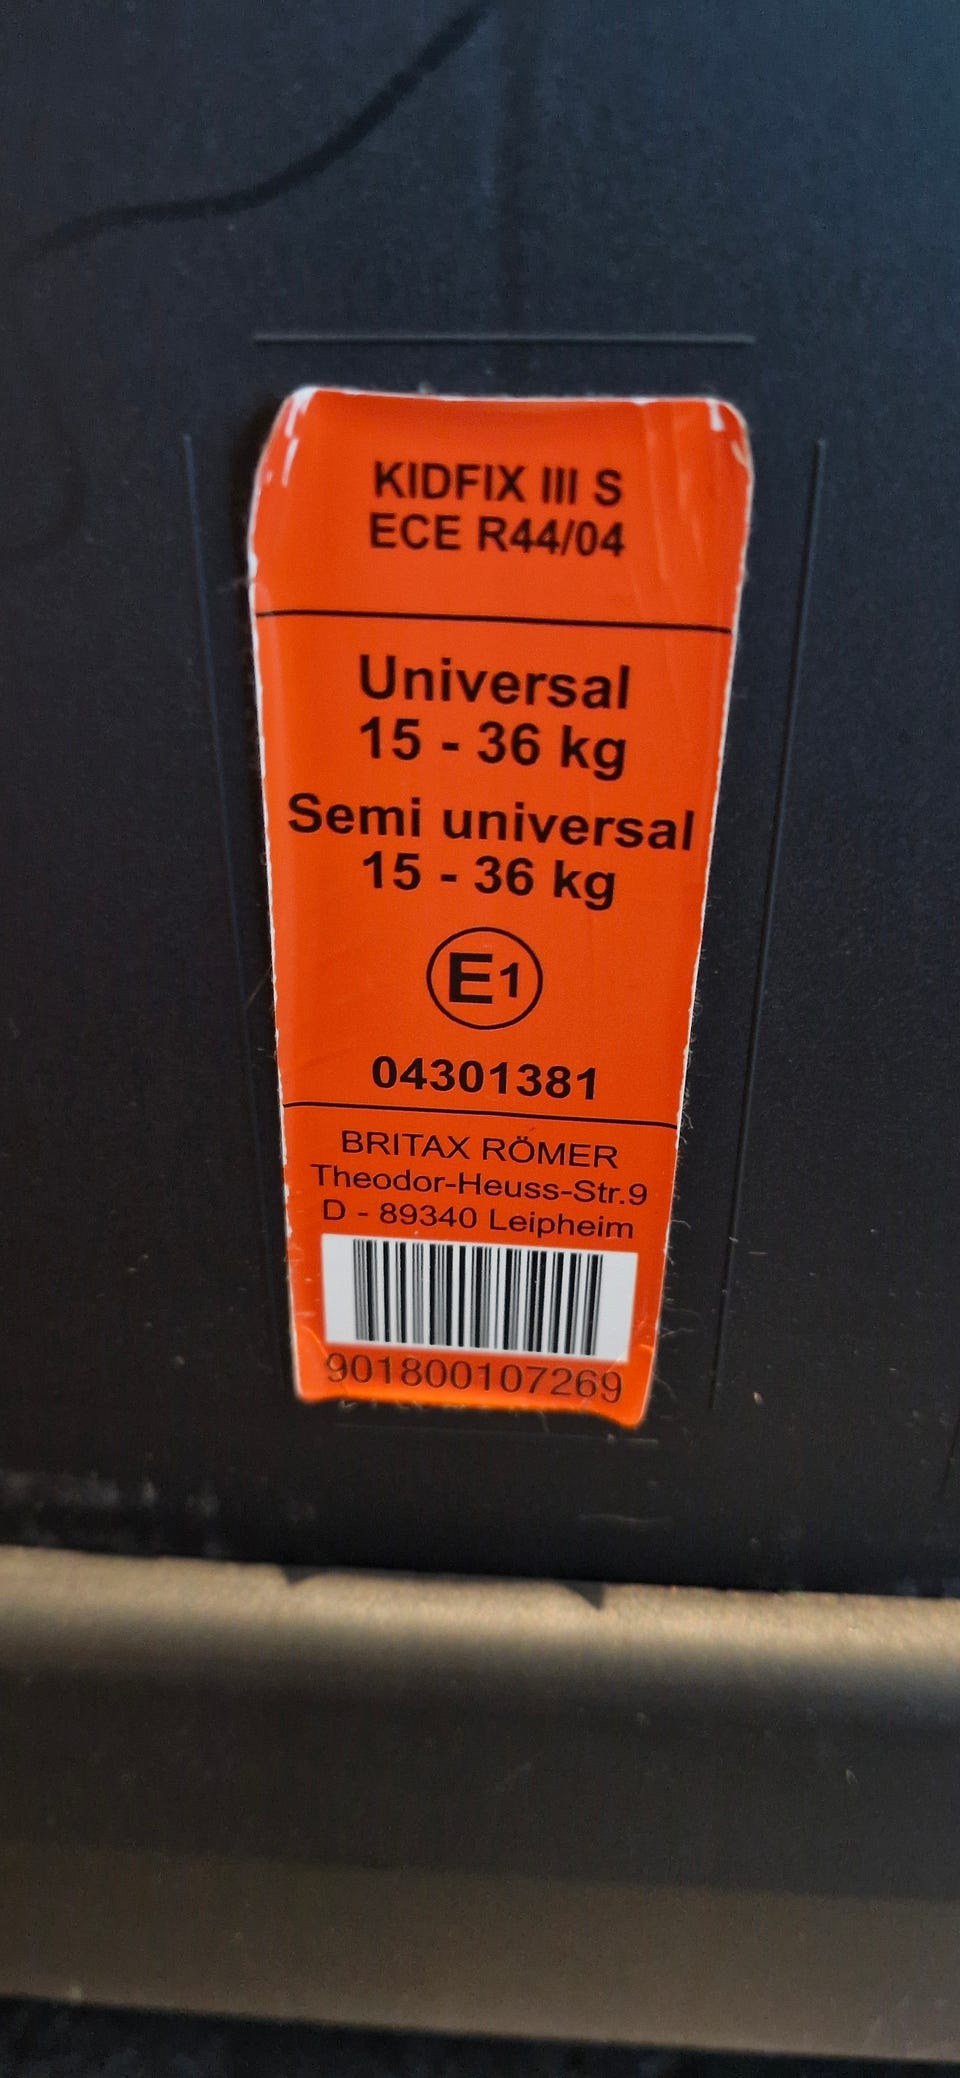 KIDFIX III S
ECE R44/04
Universal
15 - 36 kg
Semi universal
15 - 36 kg
E1
04301381
BRITAX RÖMER
Theodor-Heuss-Str.9
D - 89340 Leipheim
901800107269